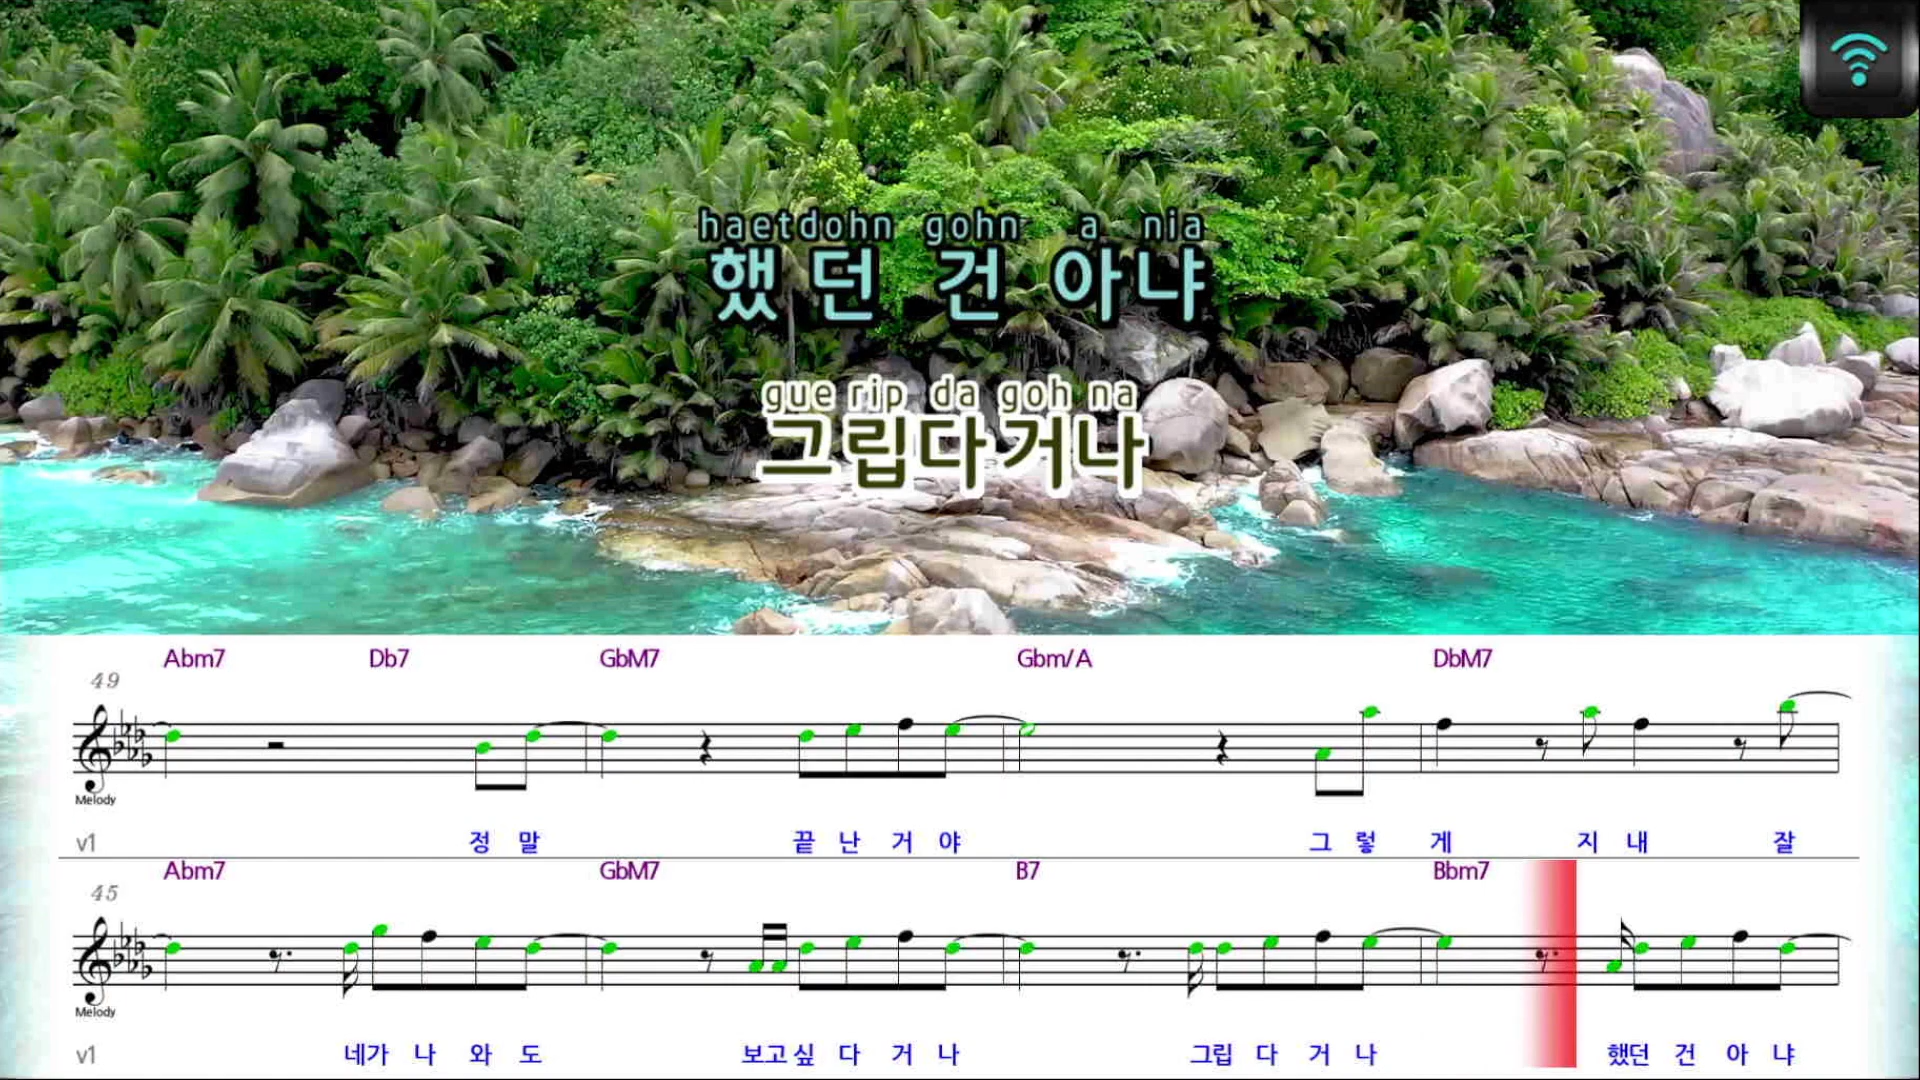 haetdohn gohn a nia
했던 건 아냐
gue rip da goh na
그립다거나
Abm7 Db7 GbM7 Gbm/A DbM7
49
Melody
v1 정 말 끝 난 거 야 그 렇 게 지 내 잘
Abm7 GbM7 B7 Bbm7
45
Melody
v1 네가 나 와 도 보고싶 다 거 나 그립 다 거 나 했던 건 아 냐